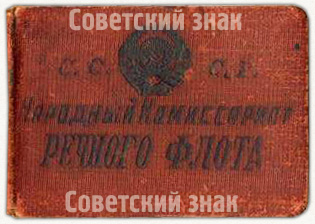 Советский знак
С. С. С. Р.
Народный Комиссариат
РЕЧНОГО ФЛОТА
Советский знак